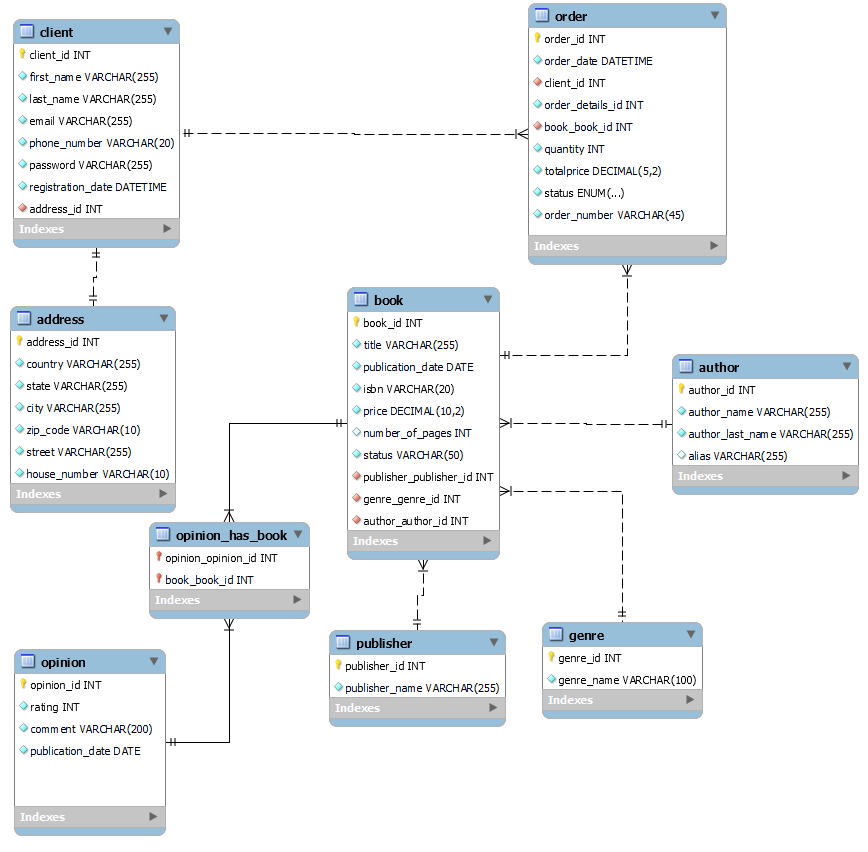 client
client_id INT
first_name VARCHAR(255)
last_name VARCHAR(255)
email VARCHAR(255)
phone_number VARCHAR(20)
password VARCHAR(255)
registration_date DATETIME
address_id INT
Indexes
order
order_id INT
order_date DATETIME
client_id INT
order_details_id INT
book_book_id INT
quantity INT
totalprice DECIMAL(5,2)
status ENUM(...)
order_number VARCHAR(45)
Indexes
address
address_id INT
country VARCHAR(255)
state VARCHAR(255)
city VARCHAR(255)
zip_code VARCHAR(10)
street VARCHAR(255)
house_number VARCHAR(10)
Indexes
book
book_id INT
title VARCHAR(255)
publication_date DATE
isbn VARCHAR(20)
price DECIMAL(10,2)
number_of_pages INT
status VARCHAR(50)
publisher_publisher_id INT
genre_genre_id INT
author_author_id INT
Indexes
author
author_id INT
author_name VARCHAR(255)
author_last_name VARCHAR(255)
alias VARCHAR(255)
Indexes
opinion_has_book
opinion_opinion_id INT
book_book_id INT
Indexes
opinion
opinion_id INT
rating INT
comment VARCHAR(200)
publication_date DATE
Indexes
publisher
publisher_id INT
publisher_name VARCHAR(255)
Indexes
genre
genre_id INT
genre_name VARCHAR(100)
Indexes